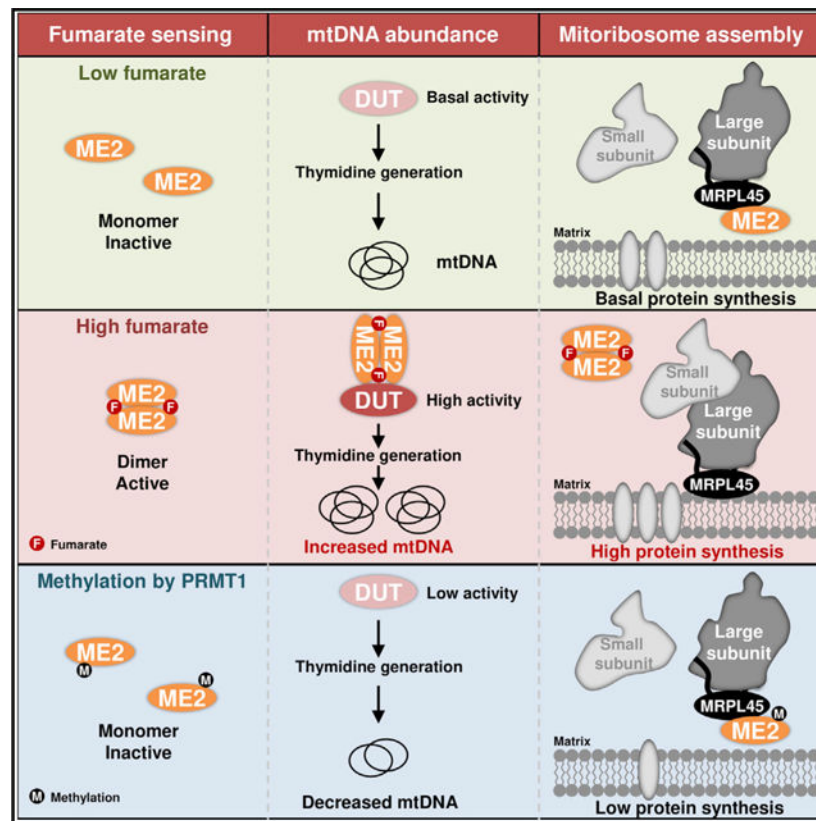 Fumarate sensing
mtDNA abundance
Mitoribosome assembly
Low fumarate
ME2
ME2
Monomer
Inactive
DUT
Basal activity
Thymidine generation
mtDNA
Small
subunit
Large
subunit
MRPL45
ME2
Matrix
Basal protein synthesis
High fumarate
ME2
F
F
ME2
Dimer
Active
F Fumarate
ME2
F
F
ME2
DUT
High activity
Thymidine generation
Increased mtDNA
ME2
F
F
ME2
Small
subunit
Large
subunit
MRPL45
Matrix
High protein synthesis
Methylation by PRMT1
ME2
M
M
ME2
Monomer
Inactive
M Methylation
DUT
Low activity
Thymidine generation
Decreased mtDNA
Small
subunit
Large
subunit
MRPL45
M
ME2
Matrix
Low protein synthesis